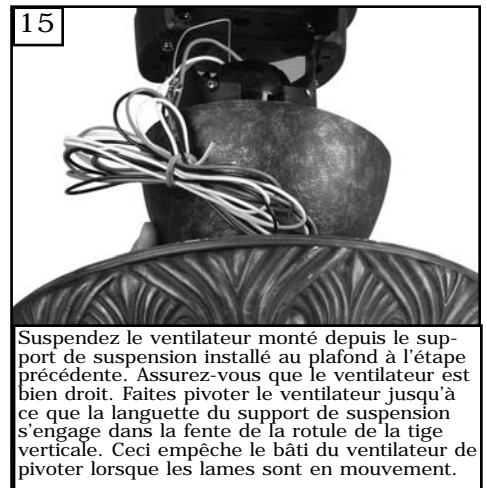 15
Suspendez le ventilateur monté depuis le sup-
port de suspension installé au plafond à l'étape
précédente. Assurez-vous que le ventilateur est
bien droit. Faites pivoter le ventilateur jusqu'à
ce que la languette du support de suspension
s'engage dans la fente de la rotule de la tige
verticale. Ceci empêche le bâti du ventilateur de
pivoter lorsque les lames sont en mouvement.